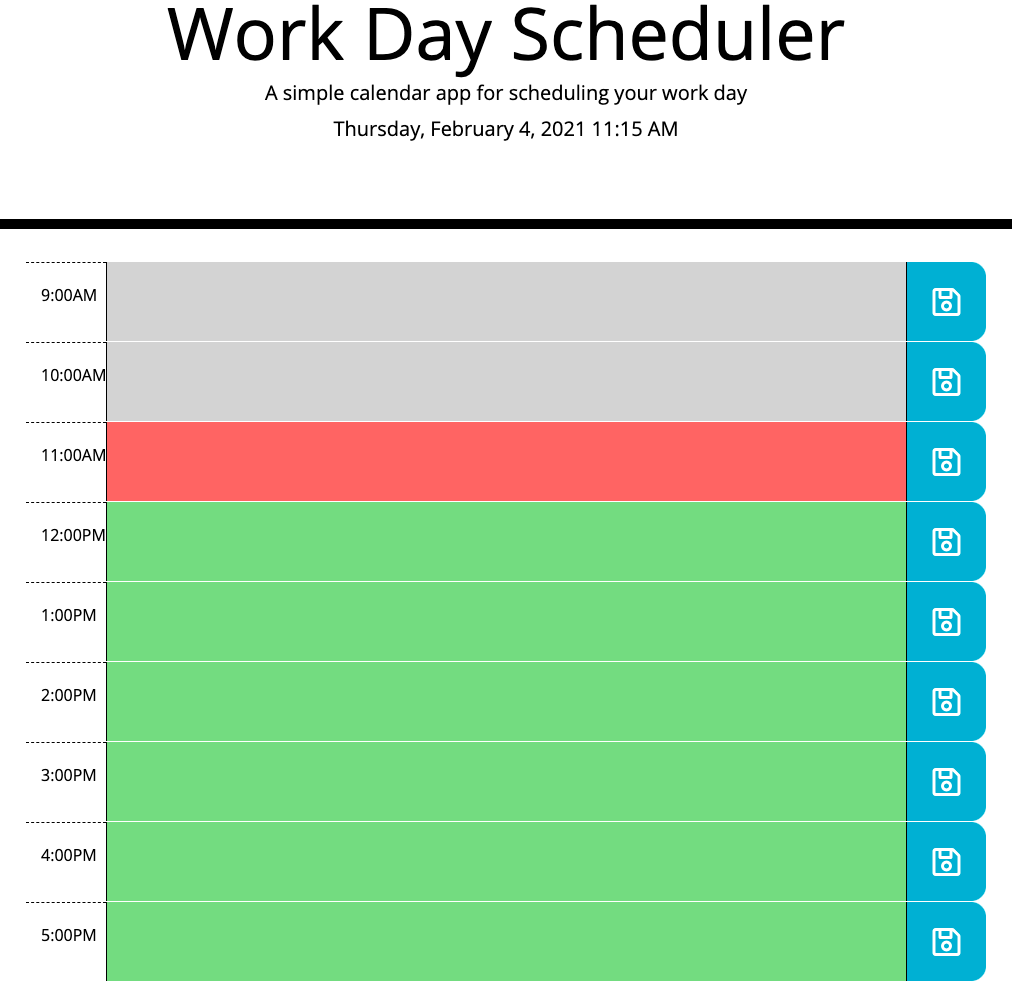 Work Day Scheduler
A simple calendar app for scheduling your work day
Thursday, February 4, 2021 11:15 AM
9:00AM
10:00AM
11:00AM
12:00PM
1:00PM
2:00PM
3:00PM
4:00PM
5:00PM